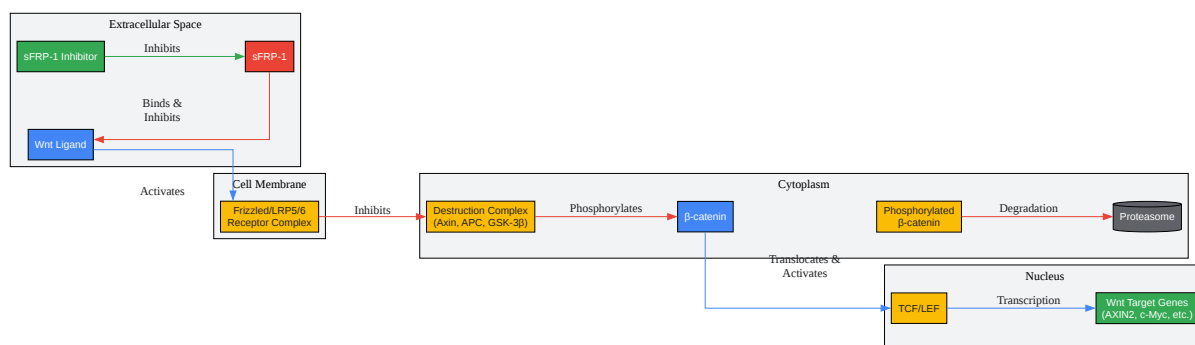 Extracellular Space
sFRP-1 Inhibitor
Inhibits
sFRP-1
Binds &
Inhibits
Wnt Ligand
Activates
Cell Membrane
Frizzled/LRP5/6
Receptor Complex
Inhibits
Cytoplasm
Destruction Complex
(Axin, APC, GSK-3β)
Phosphorylates
β-catenin
Phosphorylated
β-catenin
Degradation
Proteasome
Translocates &
Activates
Nucleus
TCF/LEF
Transcription
Wnt Target Genes
(AXIN2, c-Myc, etc.)